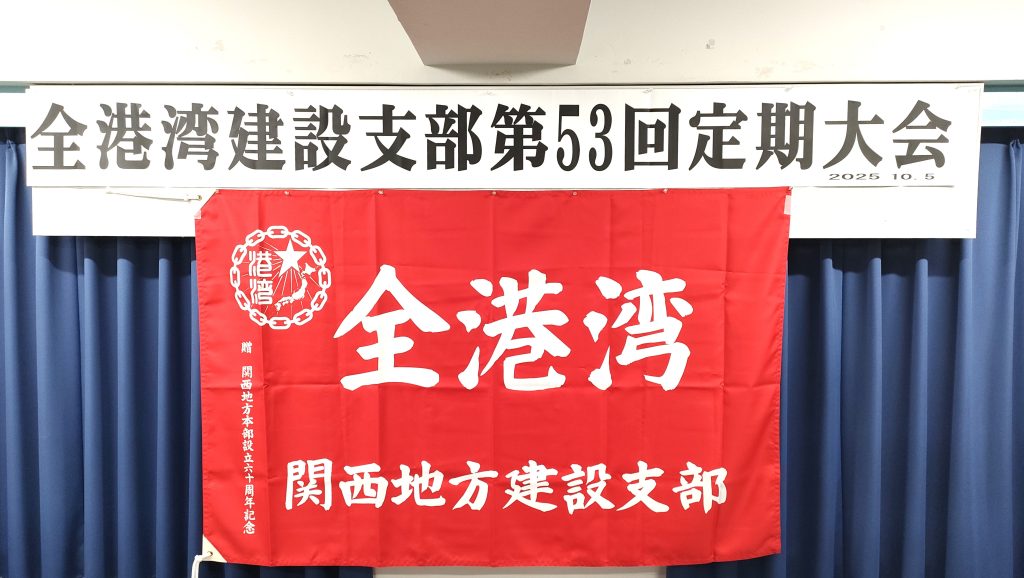 全港湾建設支部第53回定期大会
2025 10. 5
港湾
全港湾
贈 関西地方本部設立六十周年記念
関西地方建設支部